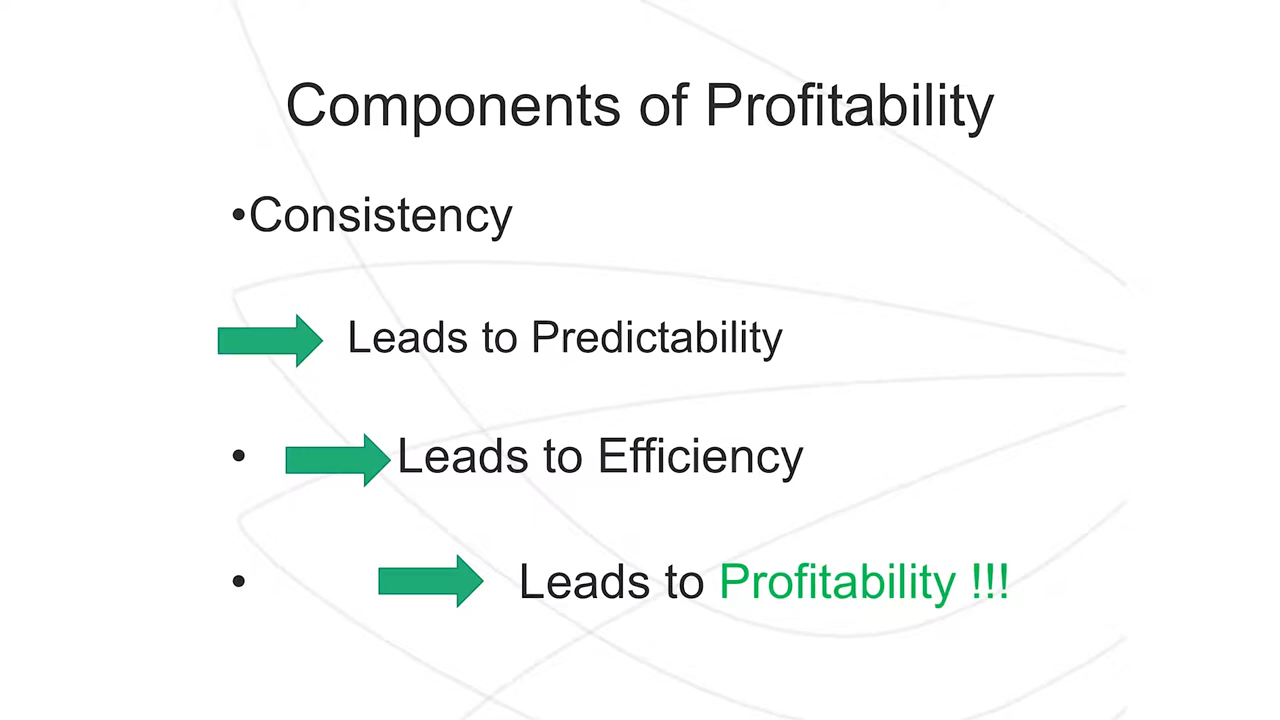 Components of Profitability
•Consistency
Leads to Predictability
• Leads to Efficiency
• Leads to Profitability !!!